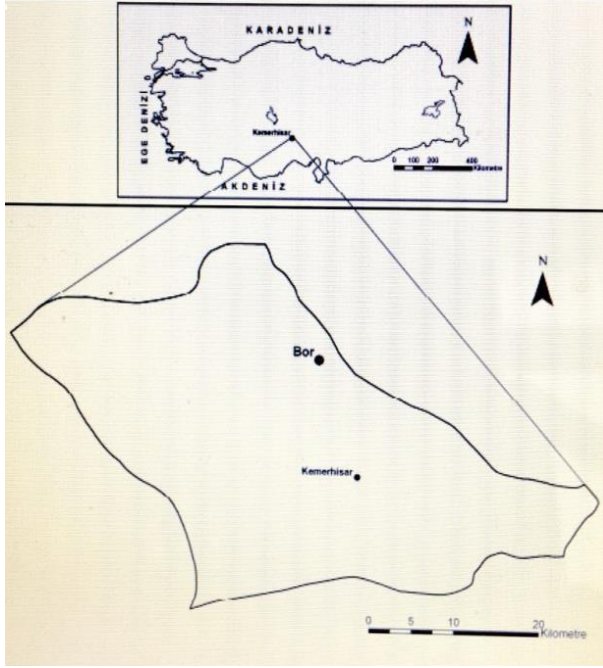 KARADENİZ
N
EGE DENİZİ
Kemerhisar
0 100 200 400
Kilometre
AKDENİZ
N
Bor
Kemerhisar
0 5 10 20
Kilometre